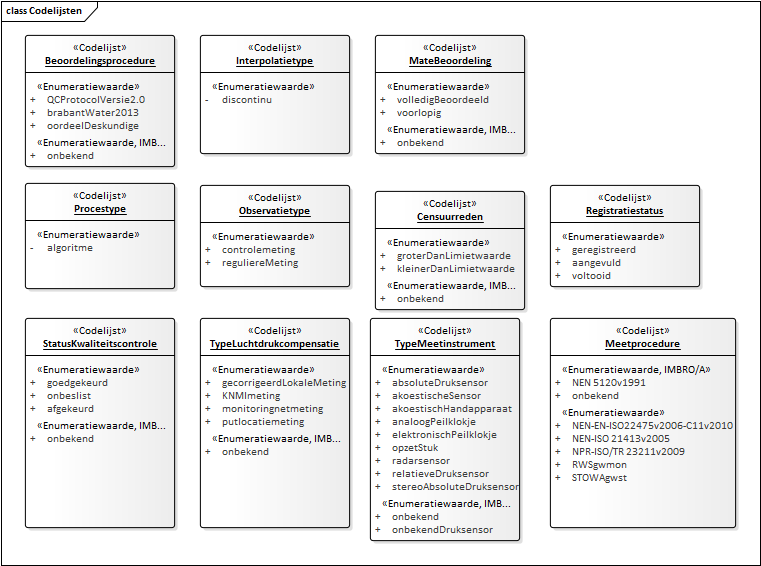 class Codelijsten
«Codelijst»
Beoordelingsprocedure
«Enumeratiewaarde»
+ QCProtocolVersie2.0
+ brabantWater2013
+ oordeelDeskundige
«Enumeratiewaarde, IMB...
+ onbekend
«Codelijst»
Interpolatietype
«Enumeratiewaarde»
- discontinu
«Codelijst»
MateBeoordeling
«Enumeratiewaarde»
+ volledigBeoordeeld
+ voorlopig
«Enumeratiewaarde, IMB...
+ onbekend
«Codelijst»
Procestype
«Enumeratiewaarde»
- algoritme
«Codelijst»
Observatietype
«Enumeratiewaarde»
+ controlemeting
+ reguliereMeting
«Codelijst»
Censuurreden
«Enumeratiewaarde»
+ groterDanLimietwaarde
+ kleinerDanLimietwaarde
«Enumeratiewaarde, IMB...
+ onbekend
«Codelijst»
Registratiestatus
«Enumeratiewaarde»
+ geregistreerd
+ aangevuld
+ voltooid
«Codelijst»
StatusKwaliteitscontrole
«Enumeratiewaarde»
+ goedgekeurd
+ onbeslist
+ afgekeurd
«Enumeratiewaarde, IMB...
+ onbekend
«Codelijst»
TypeLuchtdrukcompensatie
«Enumeratiewaarde»
+ gecorrigeerdLokaleMeting
+ KNMImeting
+ monitoringnetmeting
+ putlocatiemeting
«Enumeratiewaarde, IMB...
+ onbekend
«Codelijst»
TypeMeetinstrument
«Enumeratiewaarde»
+ absoluteDruksensor
+ akoestischeSensor
+ akoestischHandapparaat
+ analoogPeilklokje
+ elektronischPeilklokje
+ opzetStuk
+ radarsensor
+ relatieveDruksensor
+ stereoAbsoluteDruksensor
«Enumeratiewaarde, IMB...
+ onbekend
+ onbekendDruksensor
«Codelijst»
Meetprocedure
«Enumeratiewaarde, IMBRO/A»
+ NEN 5120v1991
+ onbekend
«Enumeratiewaarde»
+ NEN-EN-ISO22475v2006-C11v2010
+ NEN-ISO 21413v2005
+ NPR-ISO/TR 23211v2009
+ RWSgwmon
+ STOWAgwst